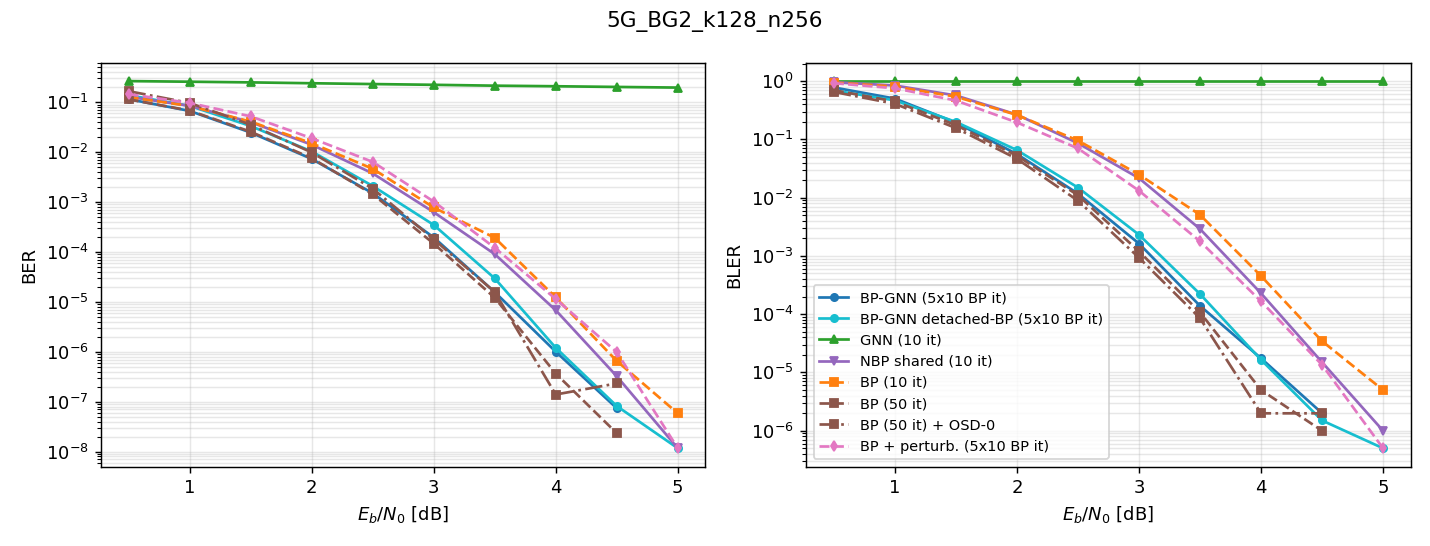 5G_BG2_k128_n256
BER
10⁻¹
10⁻²
10⁻³
10⁻⁴
10⁻⁵
10⁻⁶
10⁻⁷
10⁻⁸
1 2 3 4 5
E_b/N_0 [dB]
BLER
10⁰
10⁻¹
10⁻²
10⁻³
10⁻⁴
10⁻⁵
10⁻⁶
BP-GNN (5x10 BP it)
BP-GNN detached-BP (5x10 BP it)
GNN (10 it)
NBP shared (10 it)
BP (10 it)
BP (50 it)
BP (50 it) + OSD-0
BP + perturb. (5x10 BP it)
1 2 3 4 5
E_b/N_0 [dB]